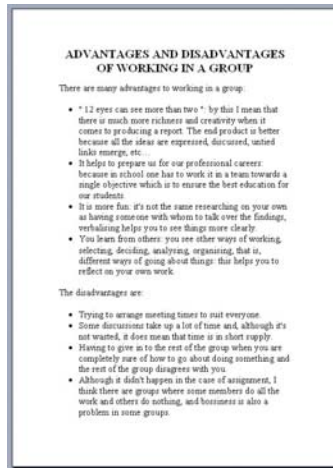 ADVANTAGES AND DISADVANTAGES
OF WORKING IN A GROUP
There are many advantages to working in a group:
• " 12 eyes can see more than two ": by this I mean that
there is much more richness and creativity when it
comes to producing a report. The end product is better
because all the ideas are expressed, discussed, untied
links emerge, etc...
• It helps to prepare us for our professional careers:
because in school one has to work it in a team towards a
single objective which is to ensure the best education for
our students.
• It is more fun: it's not the same researching on your own
as having someone with whom to talk over the findings,
verbalising helps you to see things more clearly.
• You learn from others: you see other ways of working,
selecting, deciding, analysing, organising, that is,
different ways of going about things: this helps you to
reflect on your own work.
The disadvantages are:
• Trying to arrange meeting times to suit everyone.
• Some discussions take up a lot of time and, although it's
not wasted, it does mean that time is in short supply.
• Having to give in to the rest of the group when you are
completely sure of how to go about doing something and
the rest of the group disagrees with you.
• Although it didn't happen in the case of assignment, I
think there are groups where some members do all the
work and others do nothing, and bossiness is also a
problem in some groups.